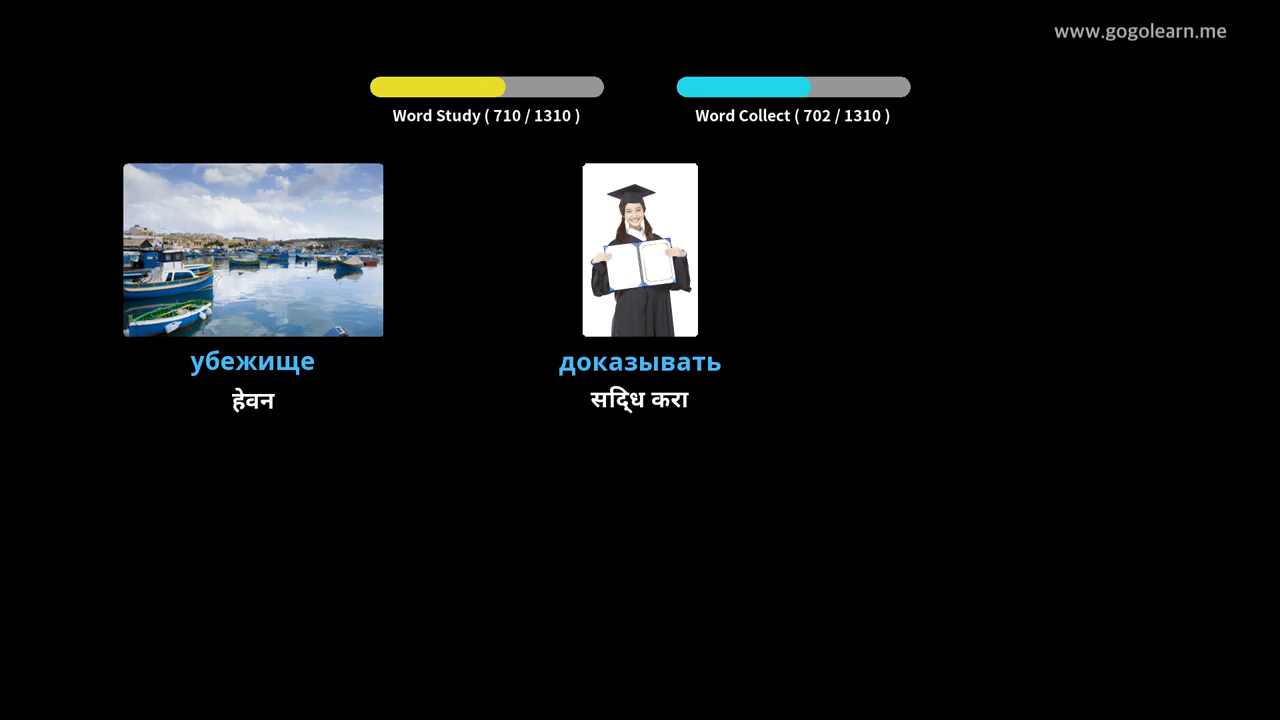 www.gogolearn.me
Word Study ( 710 / 1310 )
Word Collect ( 702 / 1310 )
убежище
हेवन
доказывать
सद्िध करा